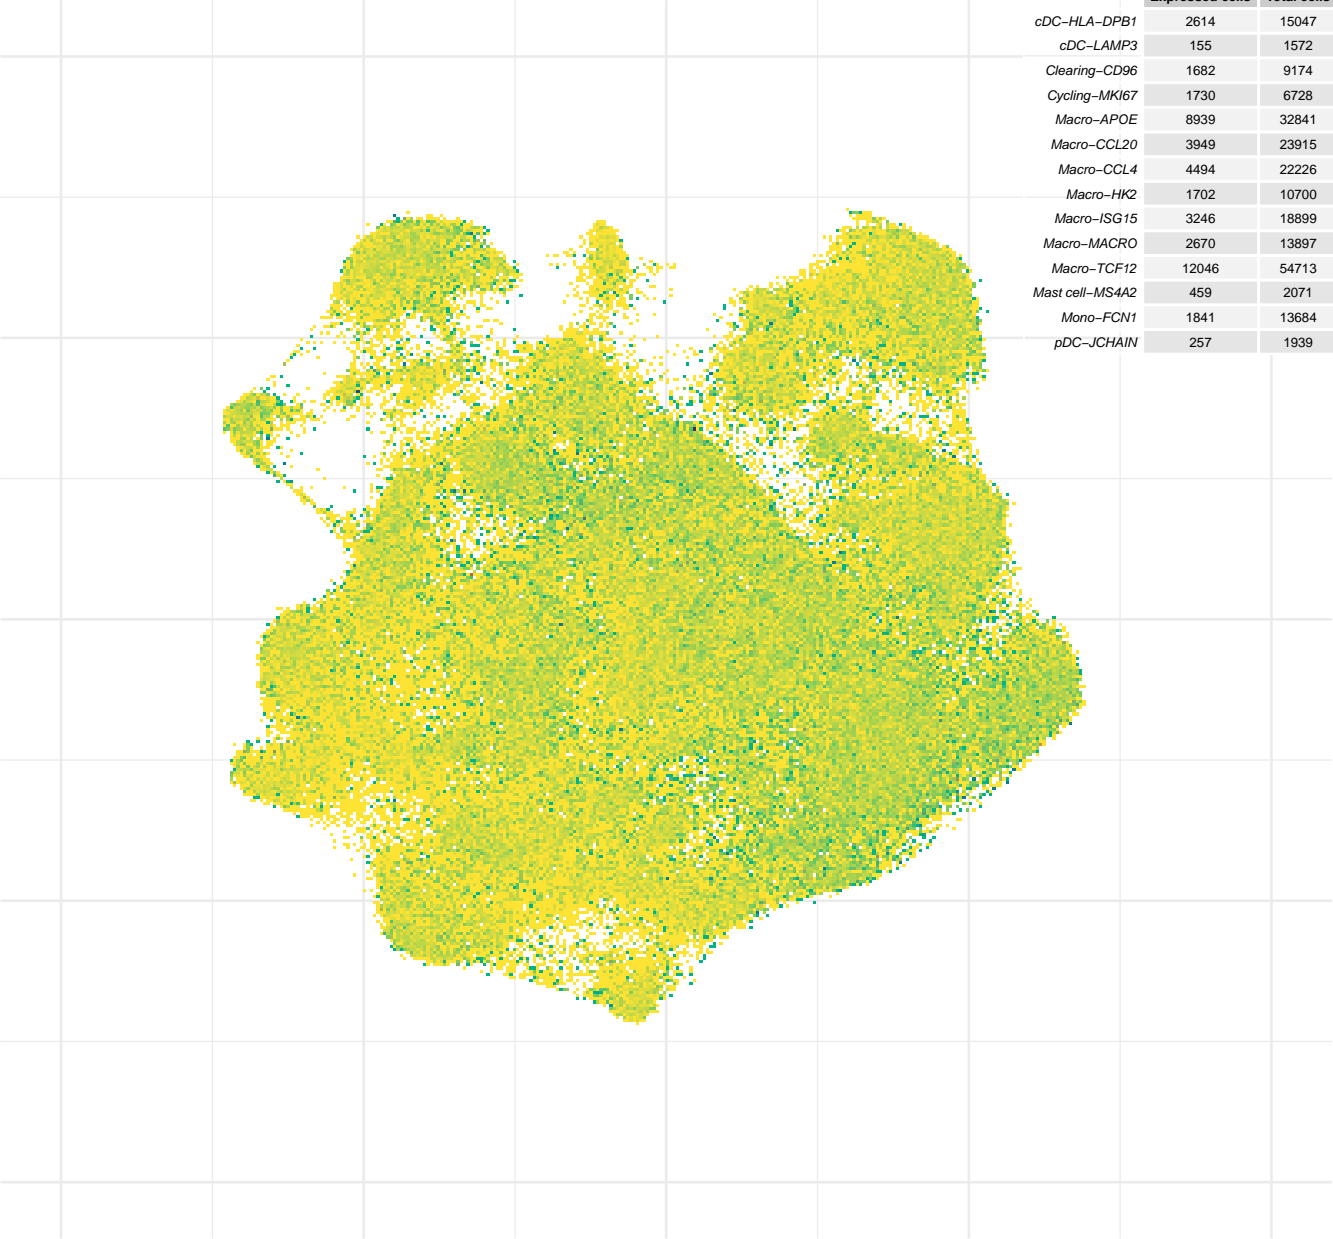 cDC−HLA−DPB1 2614 15047
cDC−LAMP3 155 1572
Clearing−CD96 1682 9174
Cycling−MKI67 1730 6728
Macro−APOE 8939 32841
Macro−CCL20 3949 23915
Macro−CCL4 4494 22226
Macro−HK2 1702 10700
Macro−ISG15 3246 18899
Macro−MACRO 2670 13897
Macro−TCF12 12046 54713
Mast cell−MS4A2 459 2071
Mono−FCN1 1841 13684
pDC−JCHAIN 257 1939